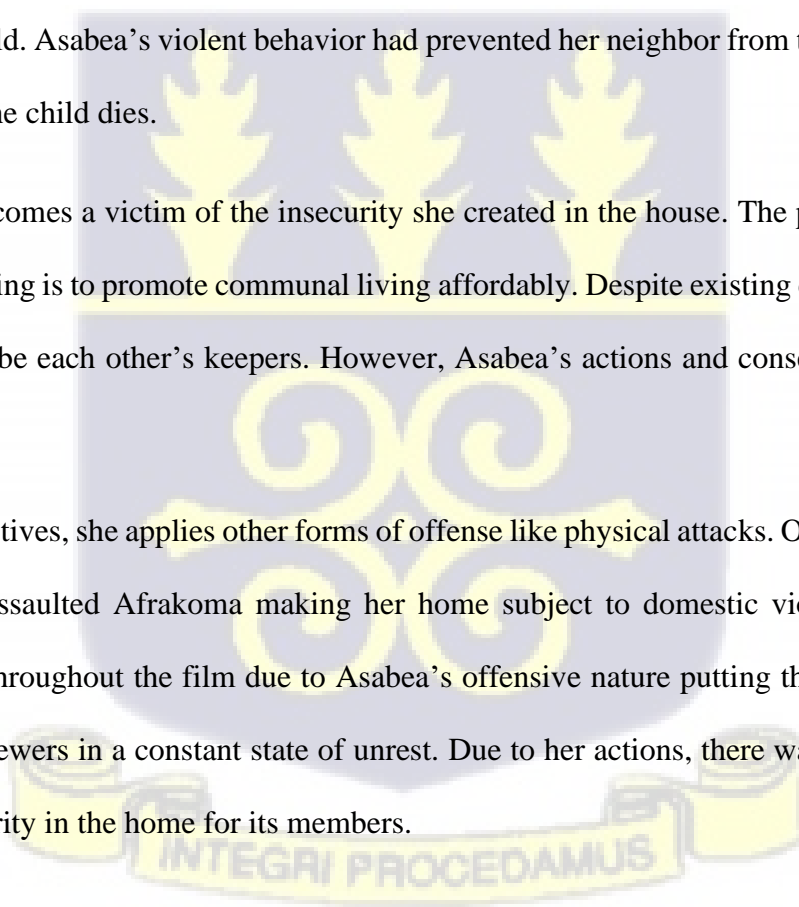 ld. Asabea’s violent behavior had prevented her neighbor from
he child dies.
comes a victim of the insecurity she created in the house. The
ing is to promote communal living affordably. Despite existing
be each other’s keepers. However, Asabea’s actions and conse
tives, she applies other forms of offense like physical attacks. O
ssaulted Afrakoma making her home subject to domestic vio
hroughout the film due to Asabea’s offensive nature putting th
ewers in a constant state of unrest. Due to her actions, there wa
rity in the home for its members.
INTEGRI PROCEDAMUS